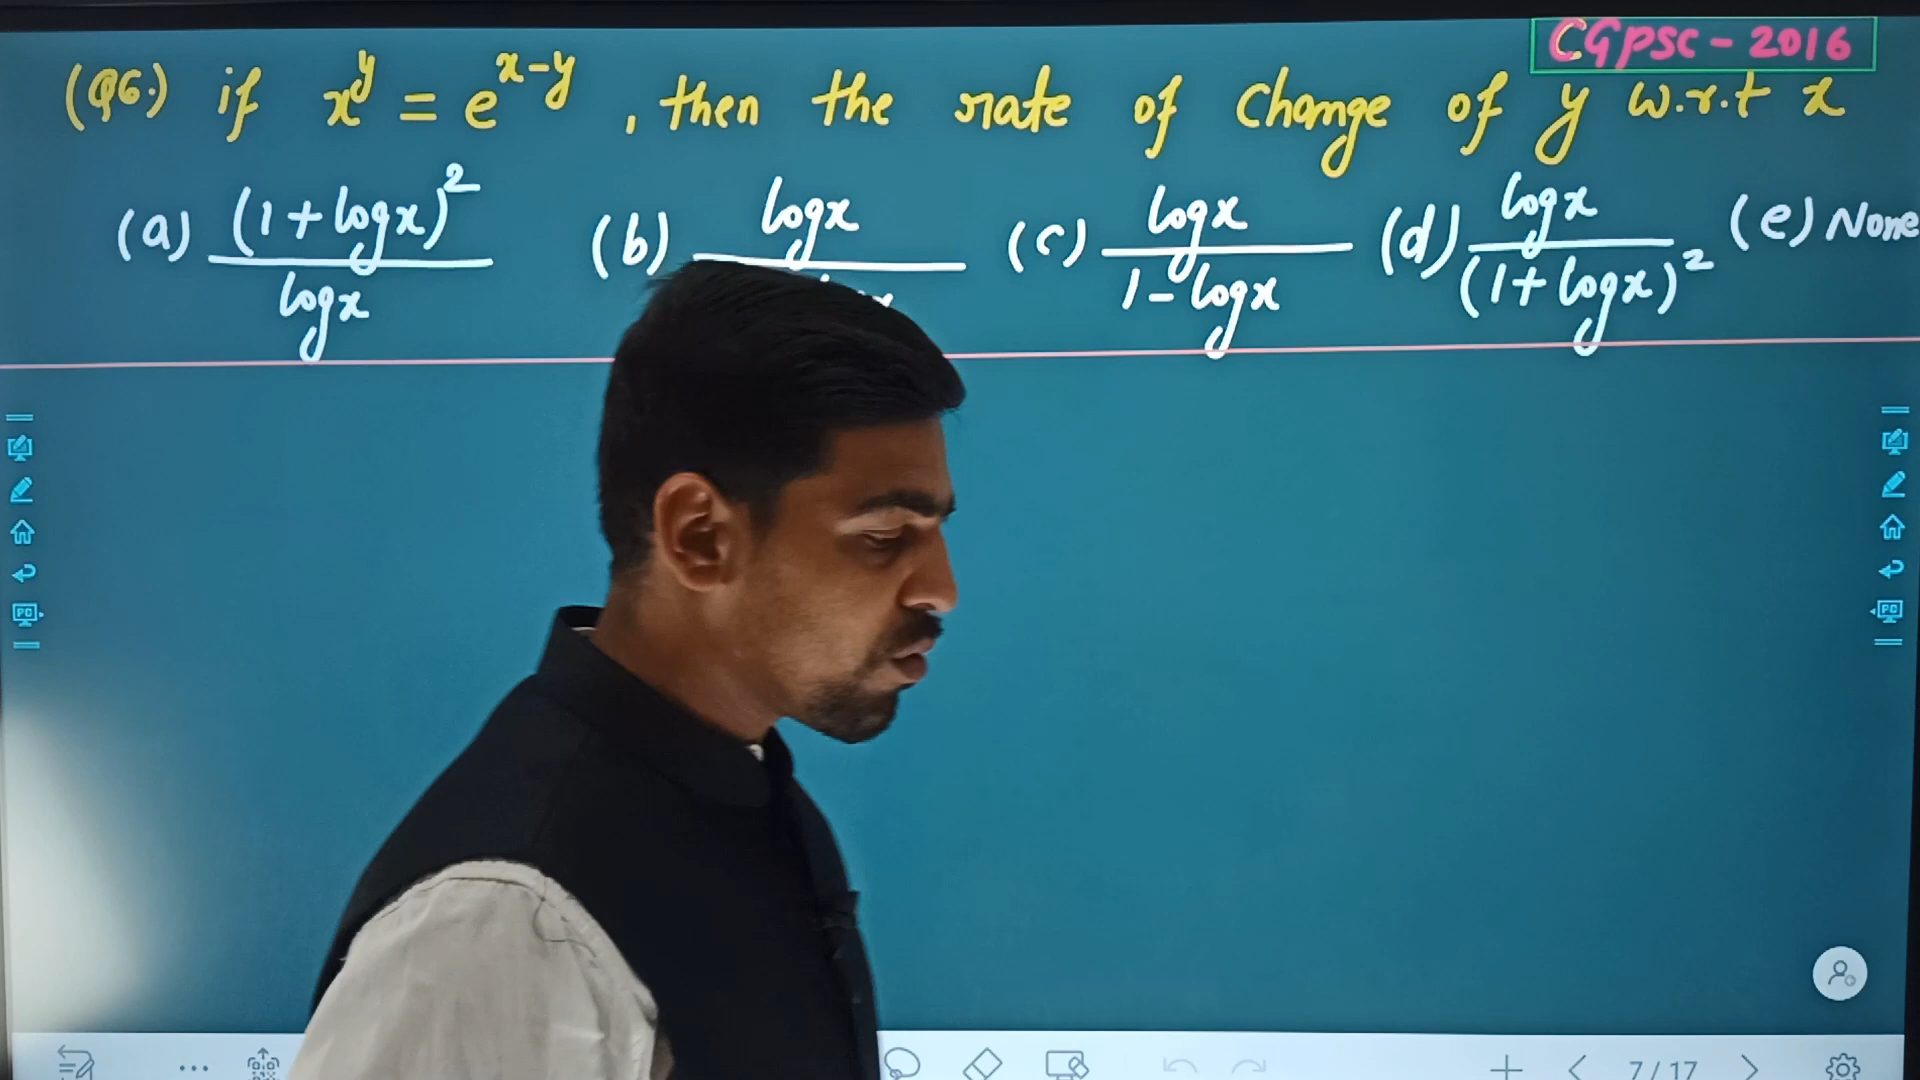 CGPSC - 2016
(Q6.) if x^y = e^(x-y), then the rate of change of y w.r.t x
(a) (1+logx)^2 / logx (b) logx (c) logx / 1-logx (d) logx / (1+logx)^2 (e) None
7/17